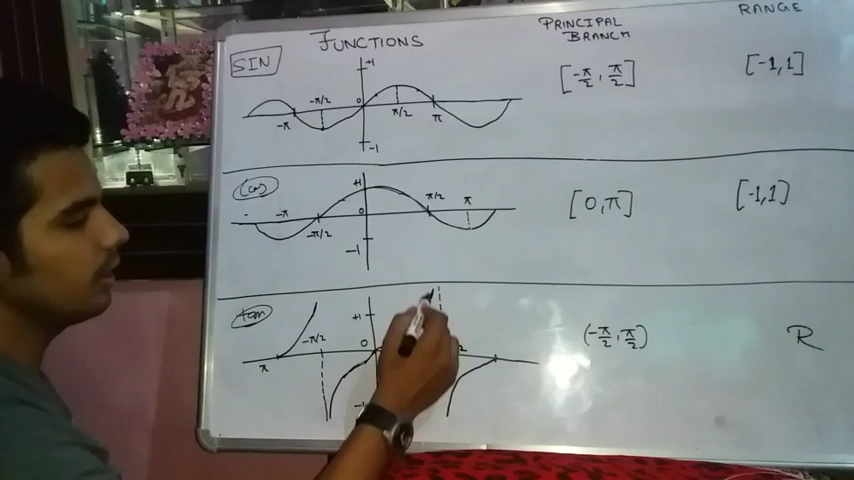 FUNCTIONS
PRINCIPAL
BRANCH
RANGE
SIN
+1
-π
-π/2
0
π/2
π
-1
[-π/2, π/2]
[-1,1]
Cos
+1
-π
-π/2
0
π/2
π
-1
[0,π]
[-1,1]
tan
+1
π
-π/2
0
(-π/2, π/2)
R